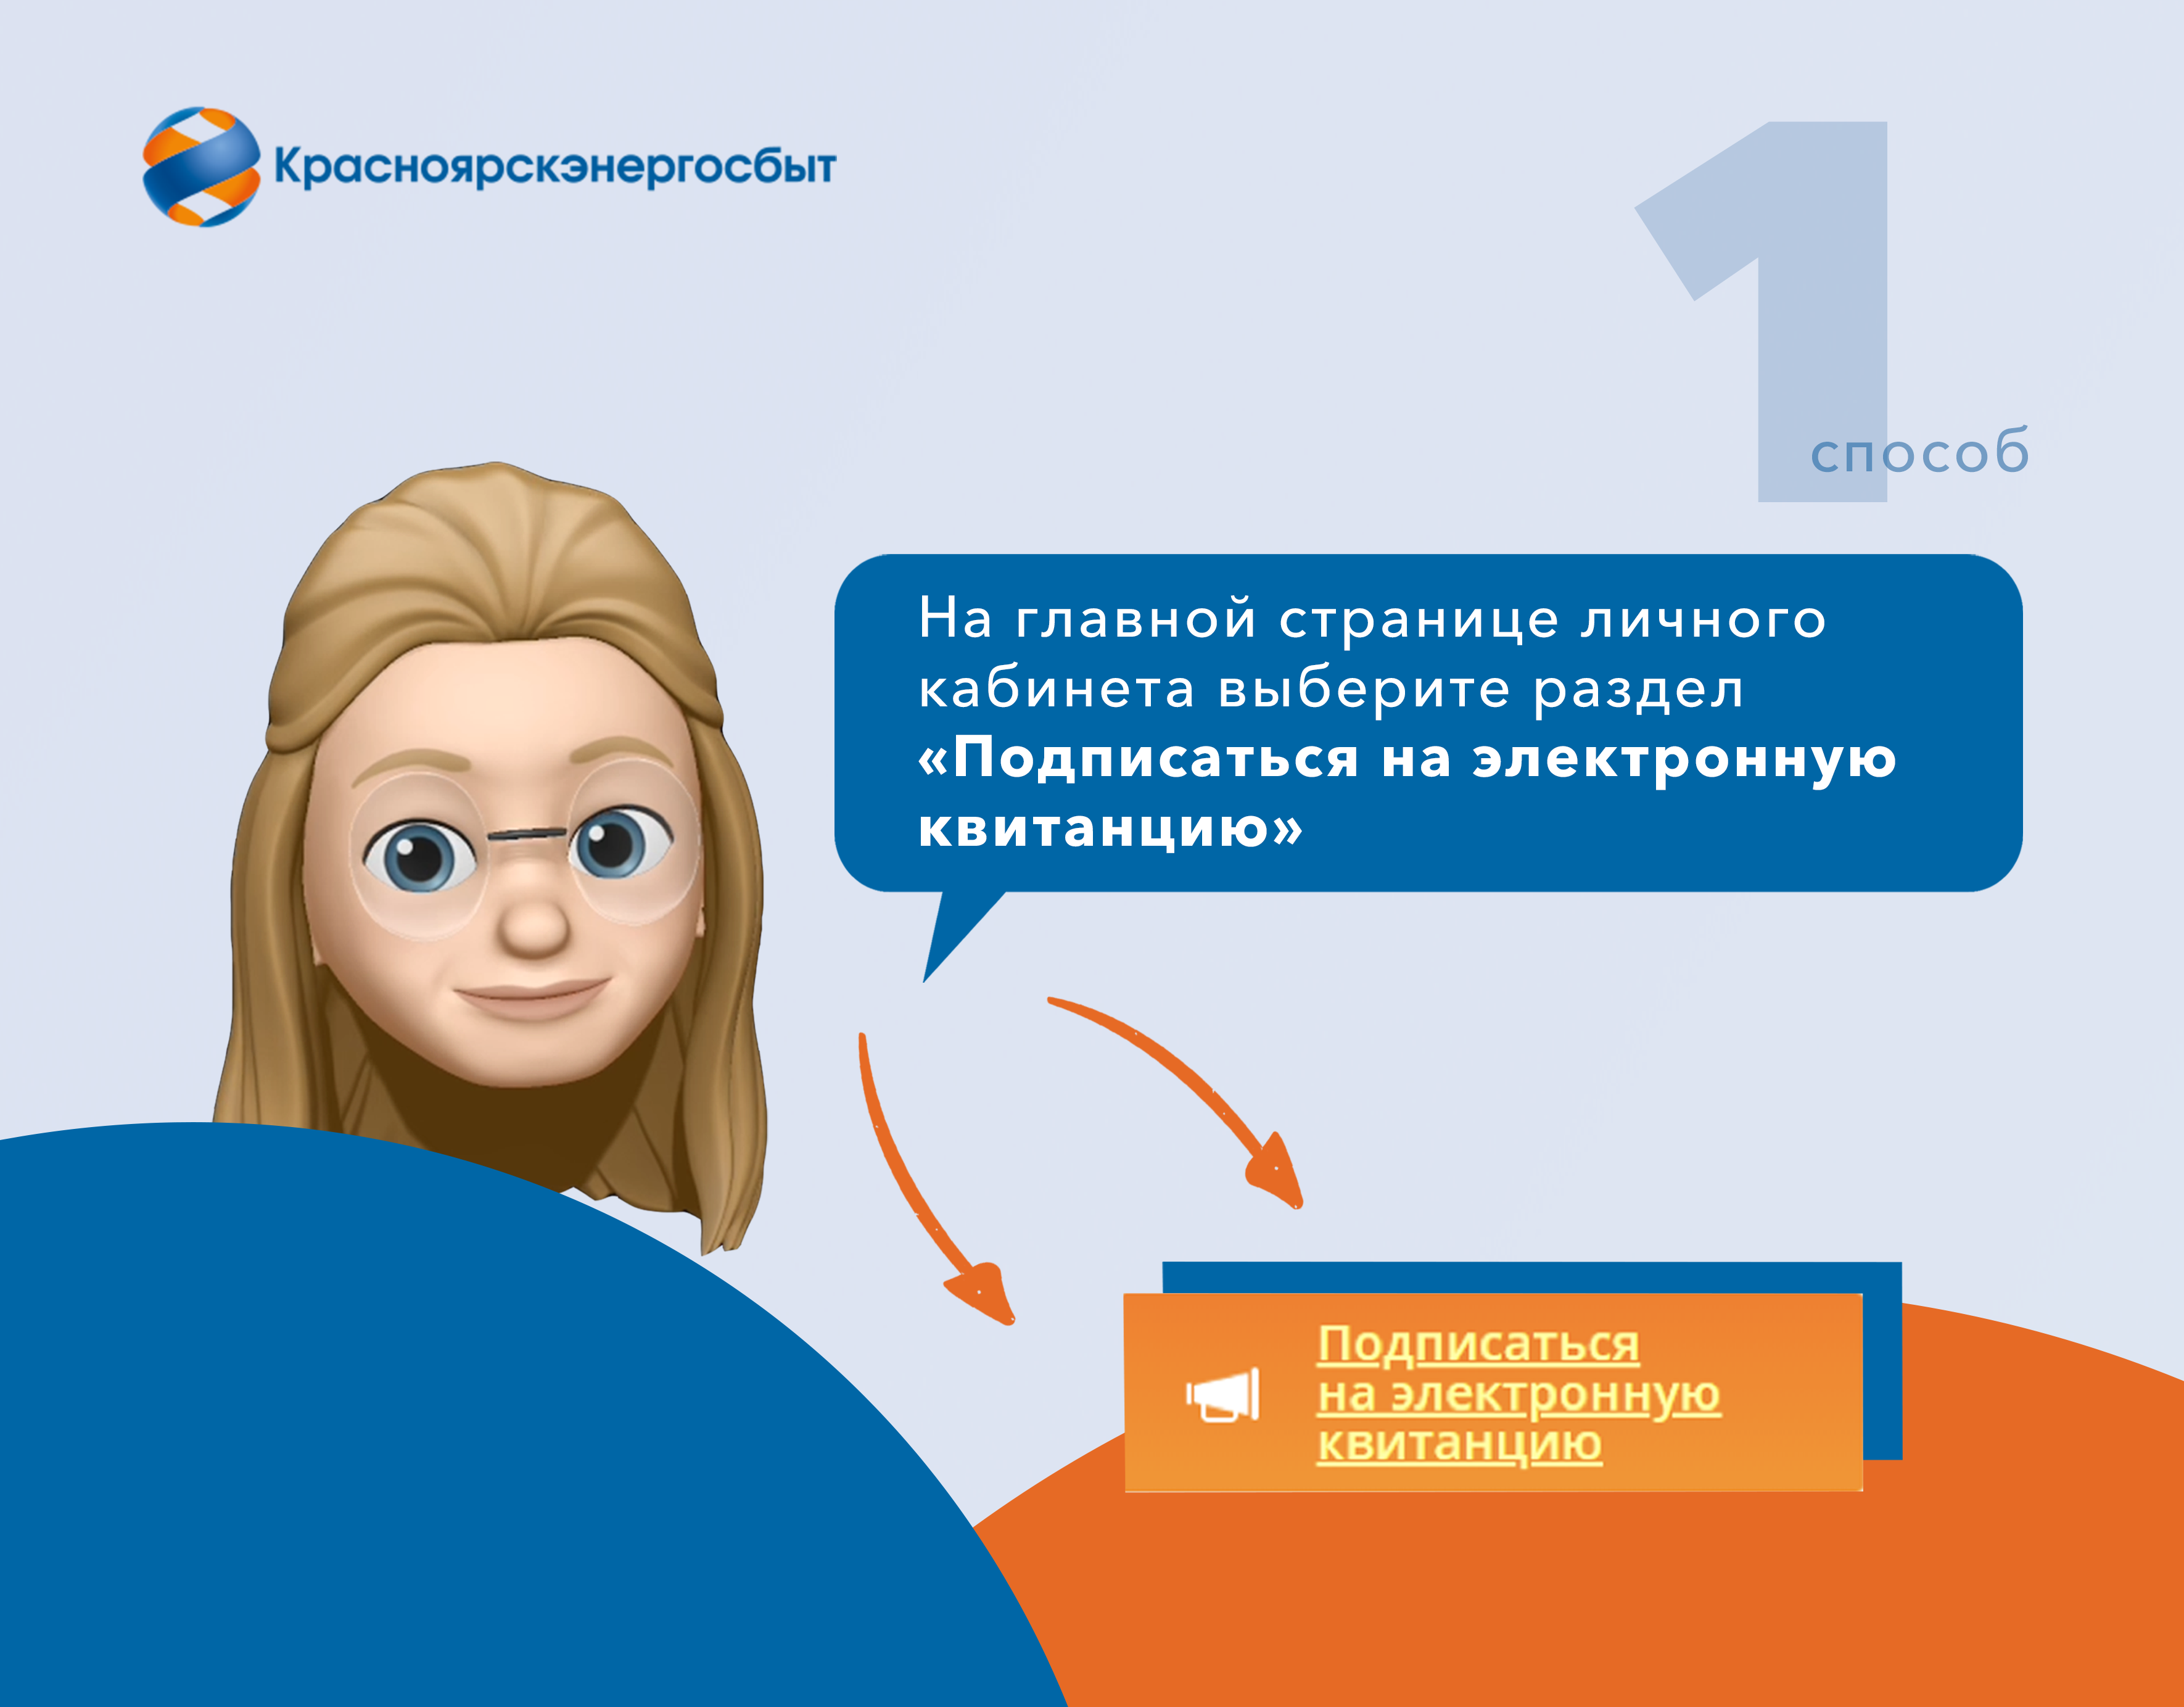 Красноярскэнергосбыт
1
способ
На главной странице личного
кабинета выберите раздел
«Подписаться на электронную
квитанцию»
Подписаться
на электронную
квитанцию